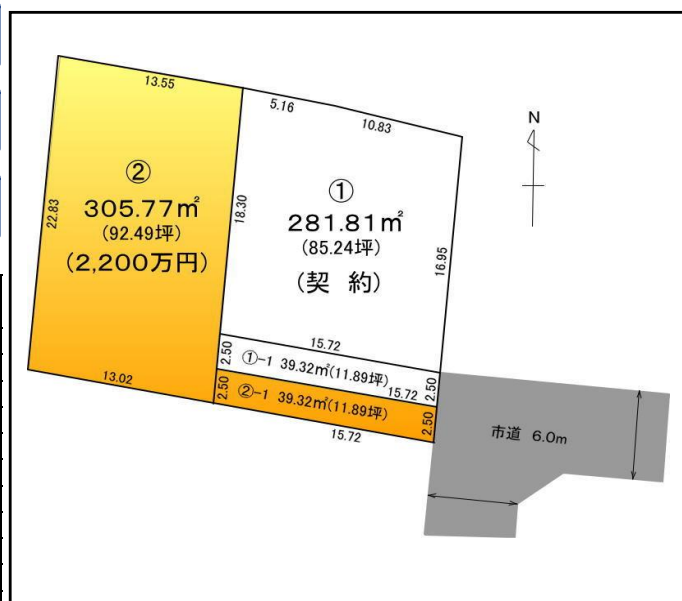 13.55
5.16
10.83
N
②
305.77㎡
(92.49坪)
(2,200万円)
22.83
18.30
①
281.81㎡
(85.24坪)
(契 約)
16.95
15.72
2.50
①-1 39.32㎡(11.89坪)
15.72
2.50
13.02
2.50
②-1 39.32㎡(11.89坪)
2.50
15.72
市道 6.0m